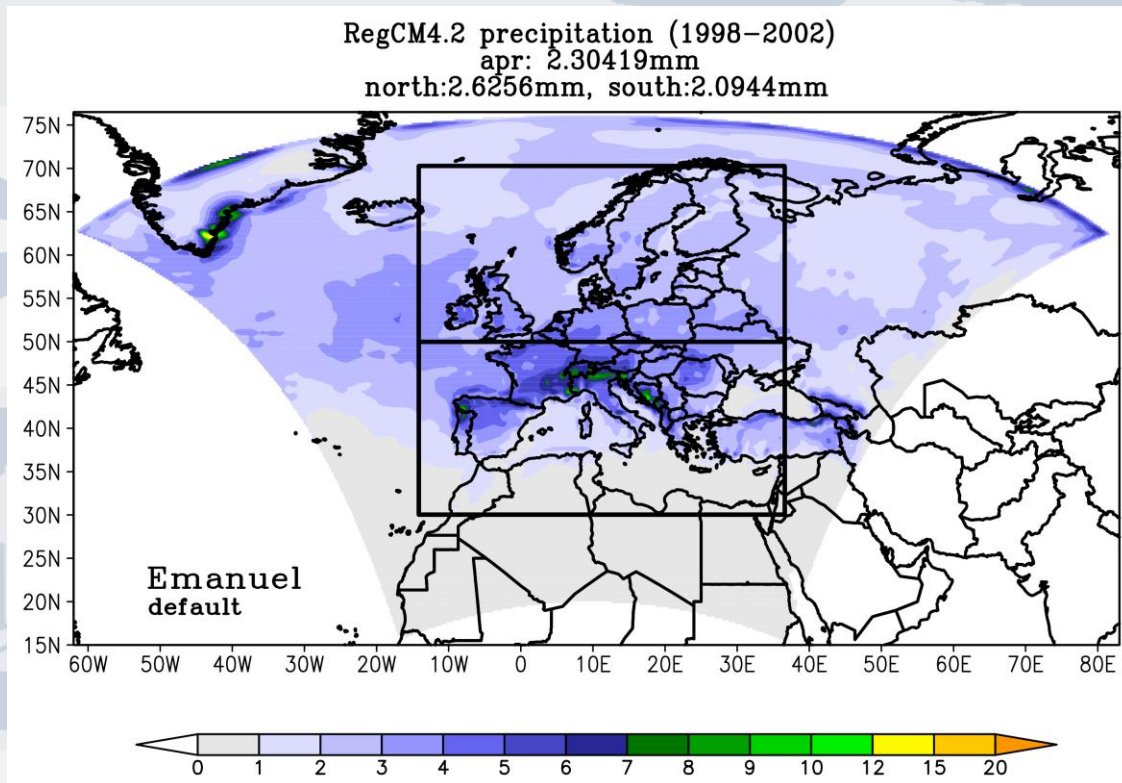 RegCM4.2 precipitation (1998−2002)
apr: 2.30419mm
north:2.6256mm, south:2.0944mm
75N
70N
65N
60N
55N
50N
45N
40N
35N
30N
25N
20N
15N
Emanuel
default
60W 50W 40W 30W 20W 10W 0 10E 20E 30E 40E 50E 60E 70E 80E
0 1 2 3 4 5 6 7 8 9 10 12 15 20